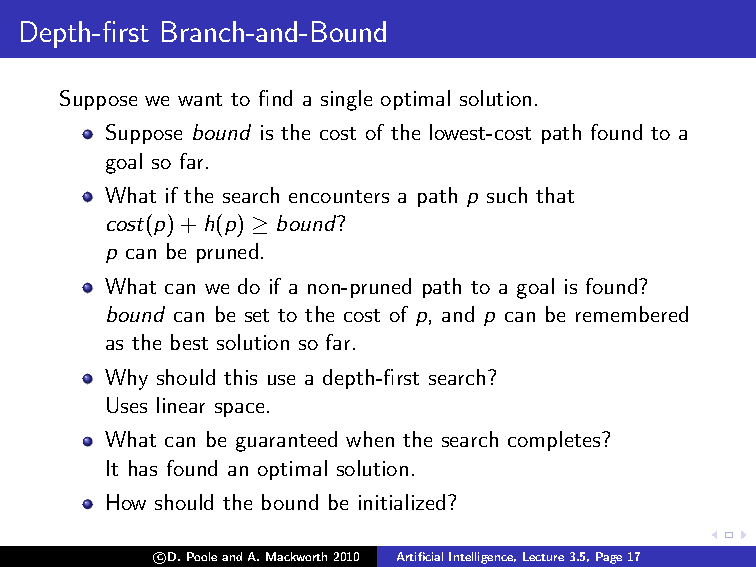 Depth-first Branch-and-Bound
Suppose we want to find a single optimal solution.
Suppose bound is the cost of the lowest-cost path found to a
goal so far.
What if the search encounters a path p such that
cost(p) + h(p) ≥ bound?
p can be pruned.
What can we do if a non-pruned path to a goal is found?
bound can be set to the cost of p, and p can be remembered
as the best solution so far.
Why should this use a depth-first search?
Uses linear space.
What can be guaranteed when the search completes?
It has found an optimal solution.
How should the bound be initialized?
©D. Poole and A. Mackworth 2010 Artificial Intelligence, Lecture 3.5, Page 17